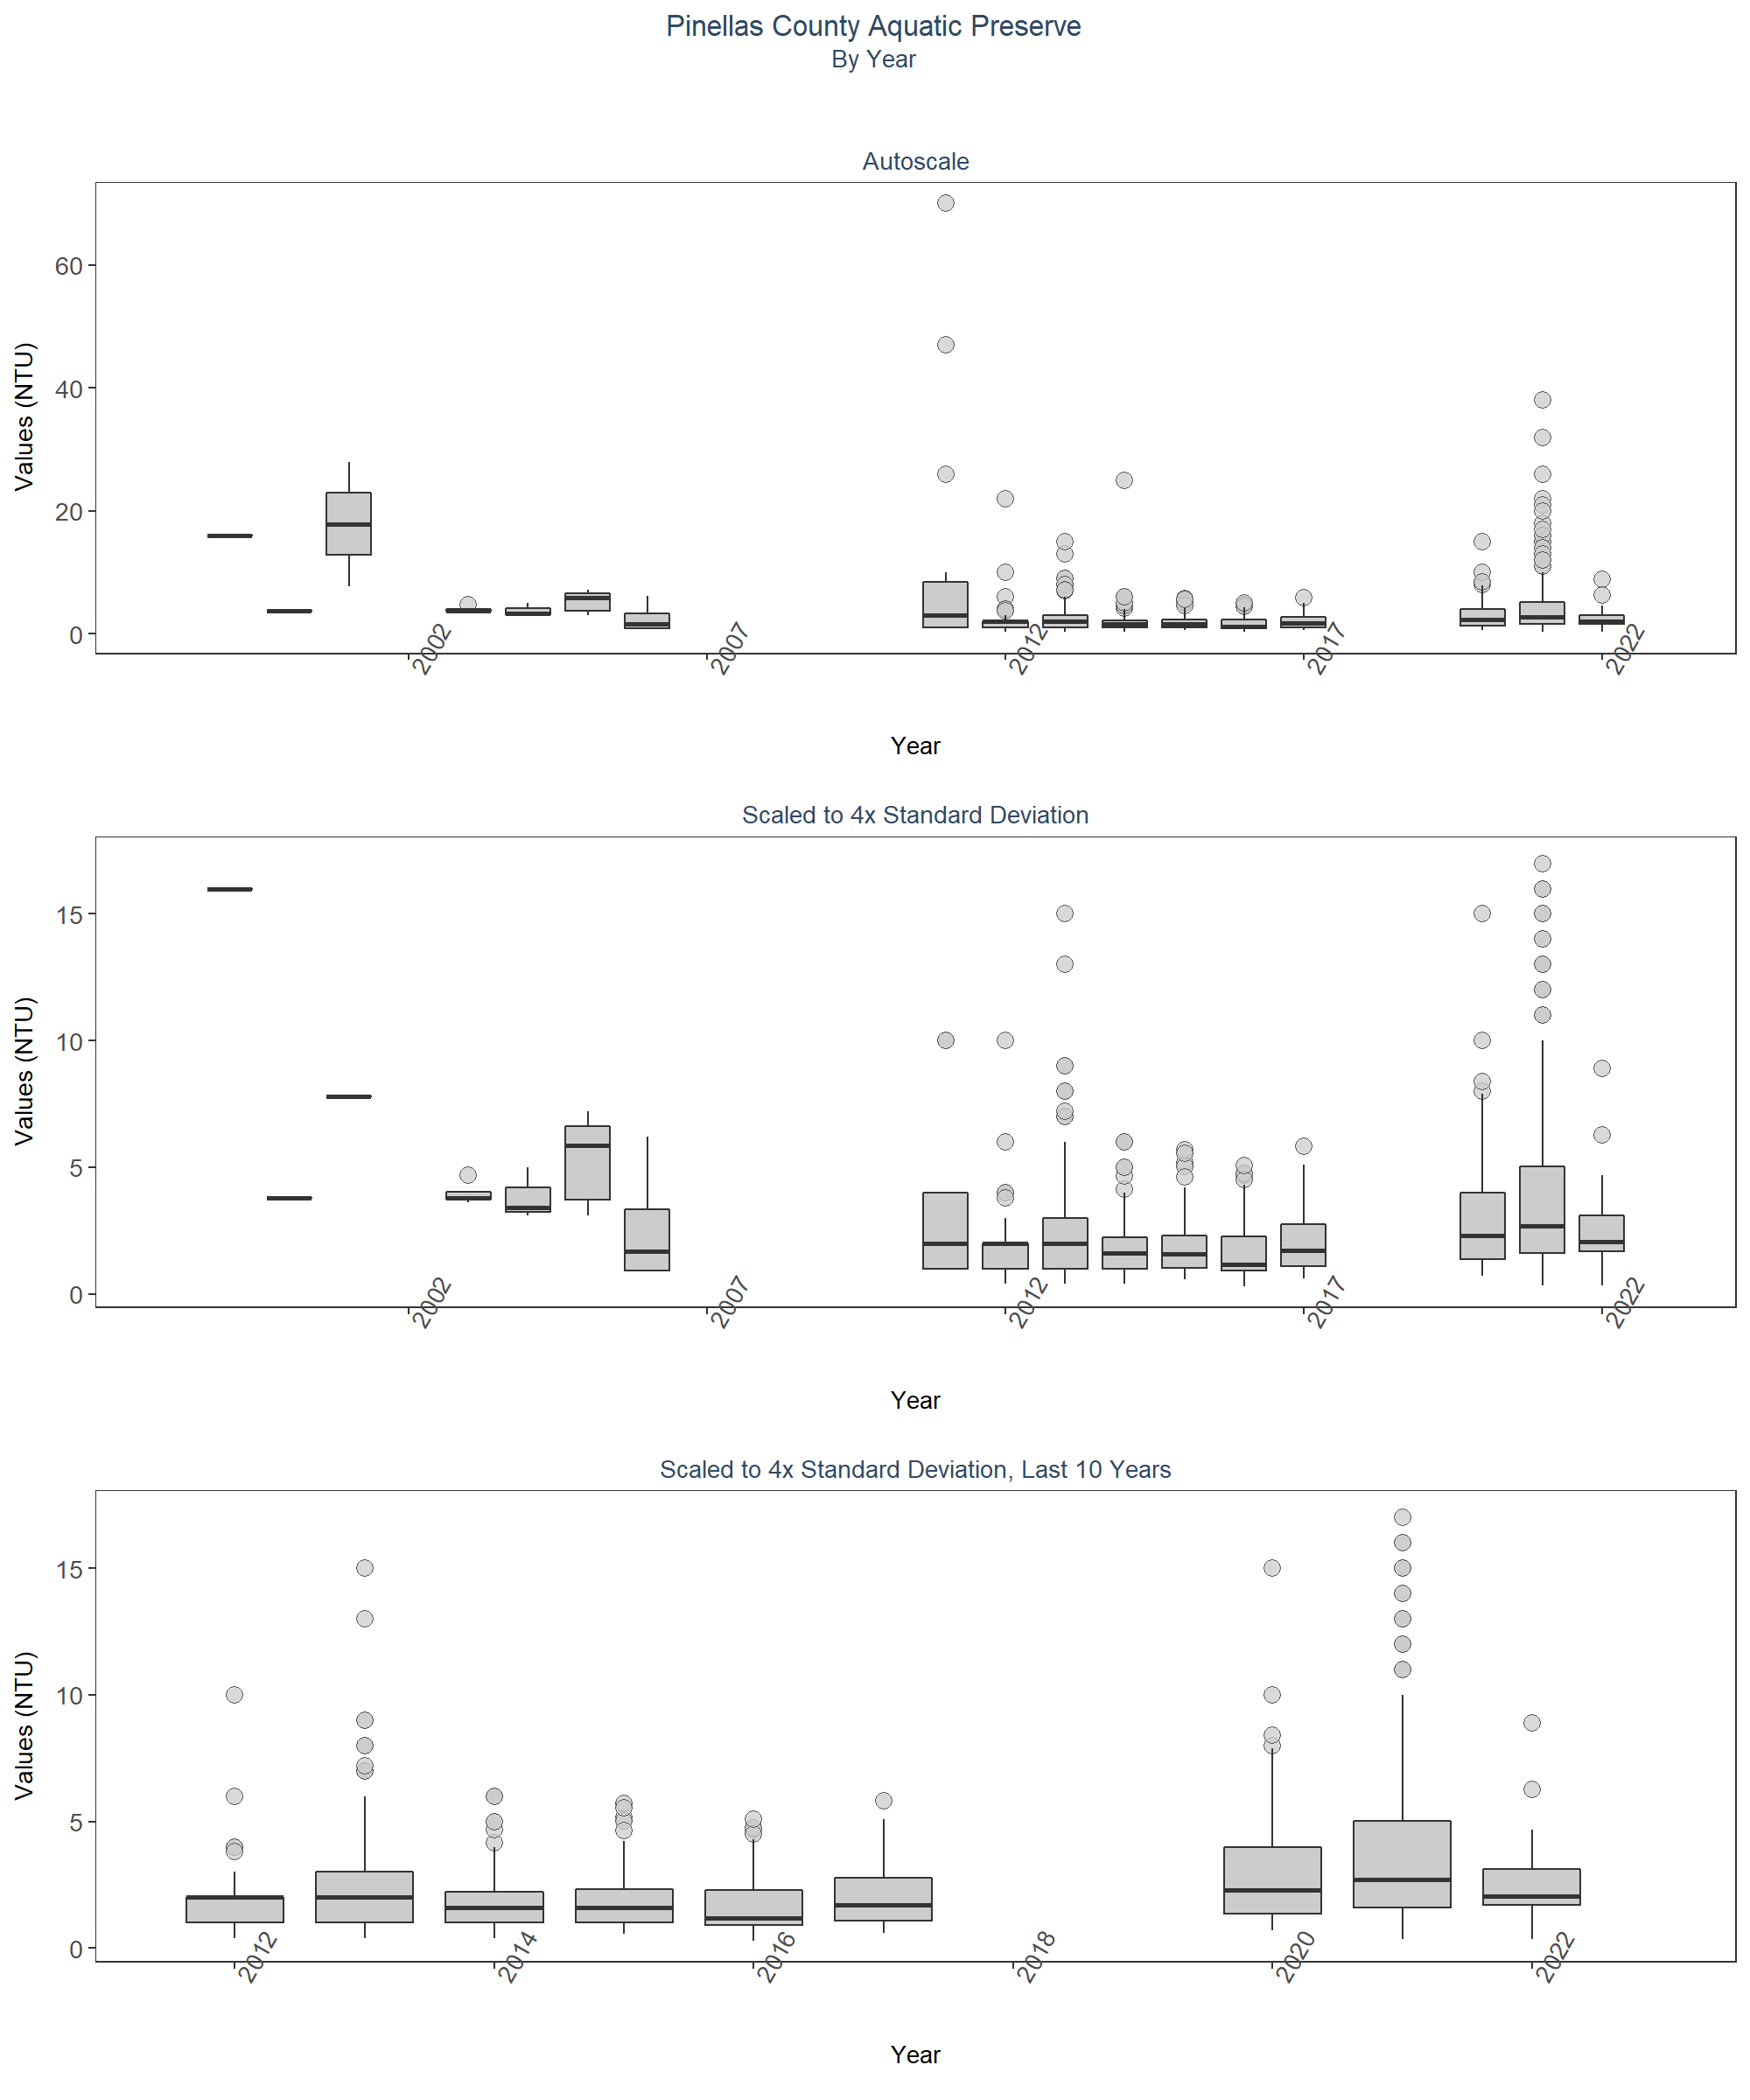 Pinellas County Aquatic Preserve
By Year
Autoscale
Values (NTU)
60
40
20
0
2002
2007
2012
2017
2022
Year
Scaled to 4x Standard Deviation
Values (NTU)
15
10
5
0
2002
2007
2012
2017
2022
Year
Scaled to 4x Standard Deviation, Last 10 Years
Values (NTU)
15
10
5
0
2012
2014
2016
2018
2020
2022
Year